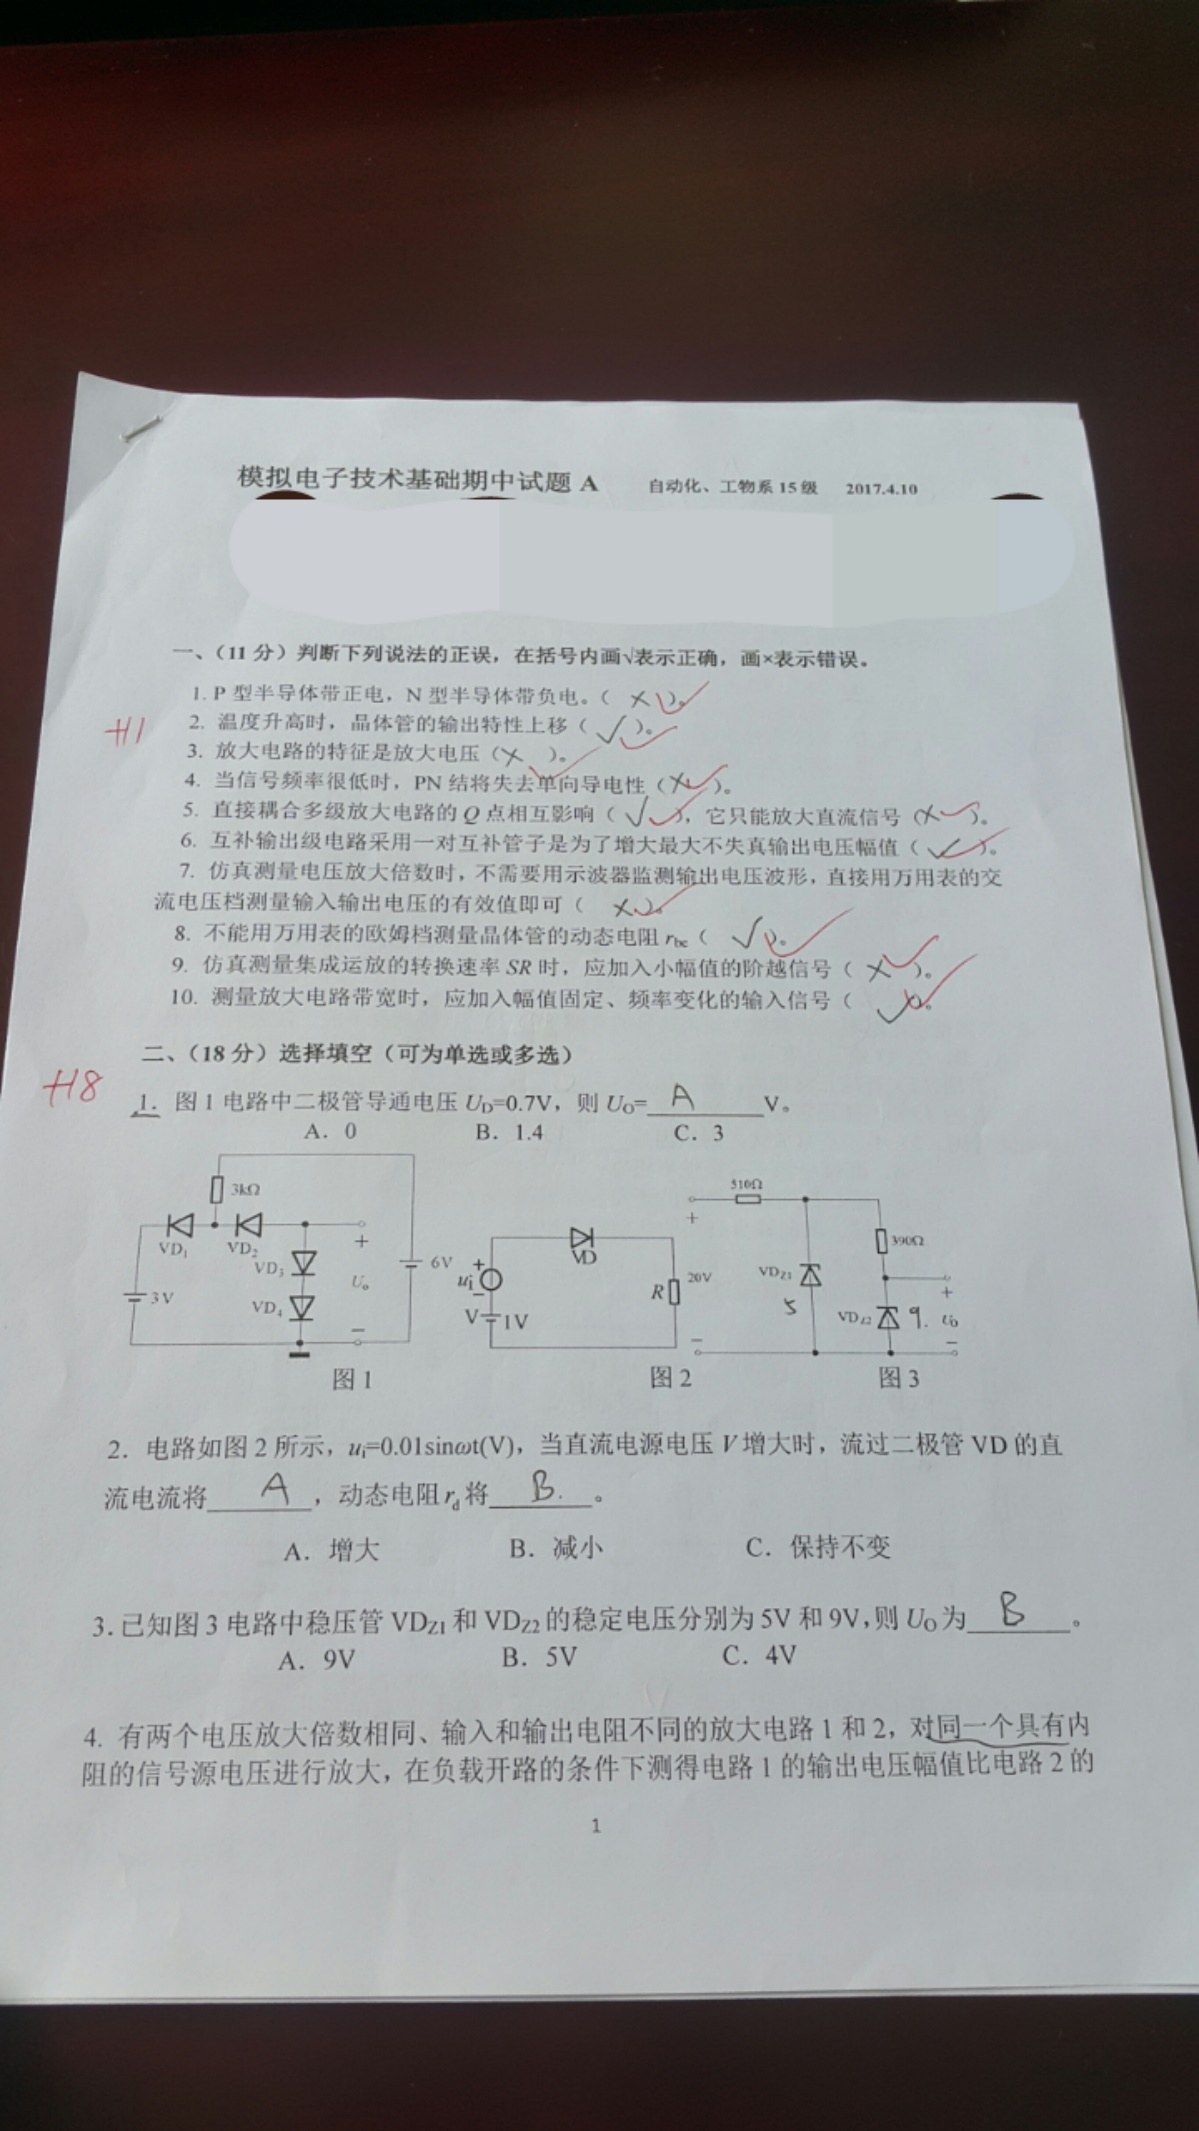 模拟电子技术基础期中试题 A 自动化、工物系 15 级 2017.4.10
一、（11 分）判断下列说法的正误，在括号内画√表示正确，画×表示错误。
1. P 型半导体带正电，N 型半导体带负电。（ × ）。
2. 温度升高时，晶体管的输出特性上移（ √ ）。
3. 放大电路的特征是放大电压（ × ）。
+11
4. 当信号频率很低时，PN 结将失去单向导电性（ × ）。
5. 直接耦合多级放大电路的 Q 点相互影响（ √ ），它只能放大直流信号（ × ）。
6. 互补输出级电路采用一对互补管子是为了增大最大不失真输出电压幅值（ √ ）。
7. 仿真测量电压放大倍数时，不需要用示波器监测输出电压波形，直接用万用表的交
流电压档测量输入输出电压的有效值即可（ × ）。
8. 不能用万用表的欧姆档测量晶体管的动态电阻 rbe（ √ ）。
9. 仿真测量集成运放的转换速率 SR 时，应加入小幅值的阶越信号（ × ）。
10. 测量放大电路带宽时，应加入幅值固定、频率变化的输入信号（ √ ）。
二、（18 分）选择填空（可为单选或多选）
+18
1. 图 1 电路中二极管导通电压 UD=0.7V，则 UO= A V。
A. 0 B. 1.4 C. 3
3kΩ VD1 VD2 VD3 VD4 3V Uo 6V + −
图 1
VD ui + − V 1V R
图 2
510Ω 390Ω 20V + − VDZ1 5 VDZ2 9. Uo + −
图 3
2. 电路如图 2 所示，ui=0.01sinωt(V)，当直流电源电压 V 增大时，流过二极管 VD 的直
流电流将 A ，动态电阻 rd 将 B. 。
A. 增大 B. 减小 C. 保持不变
3.已知图 3 电路中稳压管 VDZ1 和 VDZ2 的稳定电压分别为 5V 和 9V,则 UO 为 B 。
A. 9V B. 5V C. 4V
4. 有两个电压放大倍数相同、输入和输出电阻不同的放大电路 1 和 2，对同一个具有内
阻的信号源电压进行放大，在负载开路的条件下测得电路 1 的输出电压幅值比电路 2 的
1